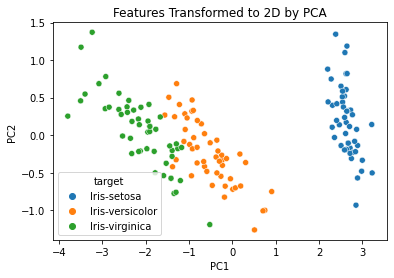 Features Transformed to 2D by PCA
1.5
1.0
0.5
0.0
−0.5
−1.0
PC2
target
Iris-setosa
Iris-versicolor
Iris-virginica
−4
−3
−2
−1
0
1
2
3
PC1